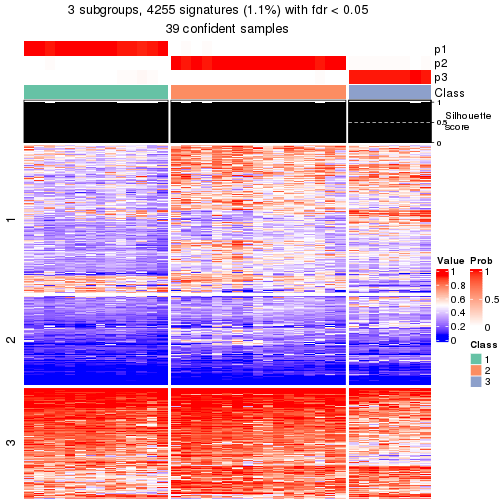 3 subgroups, 4255 signatures (1.1%) with fdr < 0.05
39 confident samples
p1
p2
p3
Class
1
0.5
0
Silhouette
score
1
2
3
Value
1
0.8
0.6
0.4
0.2
0
Prob
1
0.5
0
Class
1
2
3